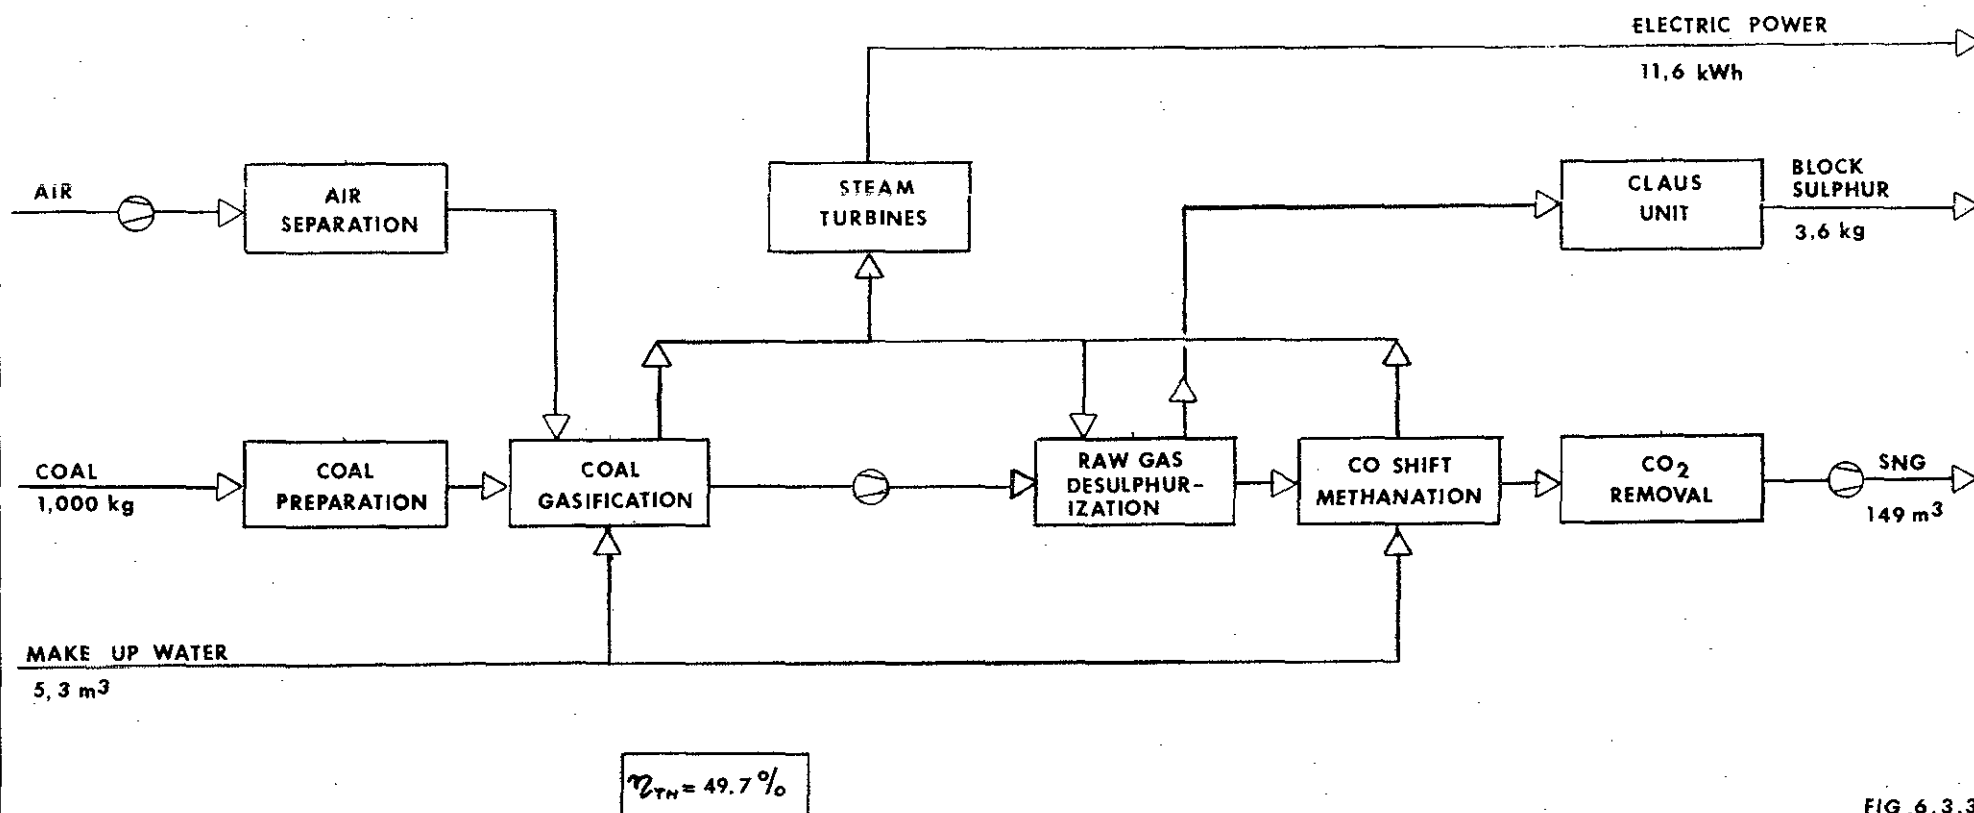 ELECTRIC POWER
11,6 kWh
AIR
AIR
SEPARATION
STEAM
TURBINES
CLAUS
UNIT
BLOCK
SULPHUR
3,6 kg
COAL
1,000 kg
COAL
PREPARATION
COAL
GASIFICATION
RAW GAS
DESULPHUR-
IZATION
CO SHIFT
METHANATION
CO2
REMOVAL
SNG
149 m3
MAKE UP WATER
5,3 m3
ηTH = 49.7%
FIG 6.3.3